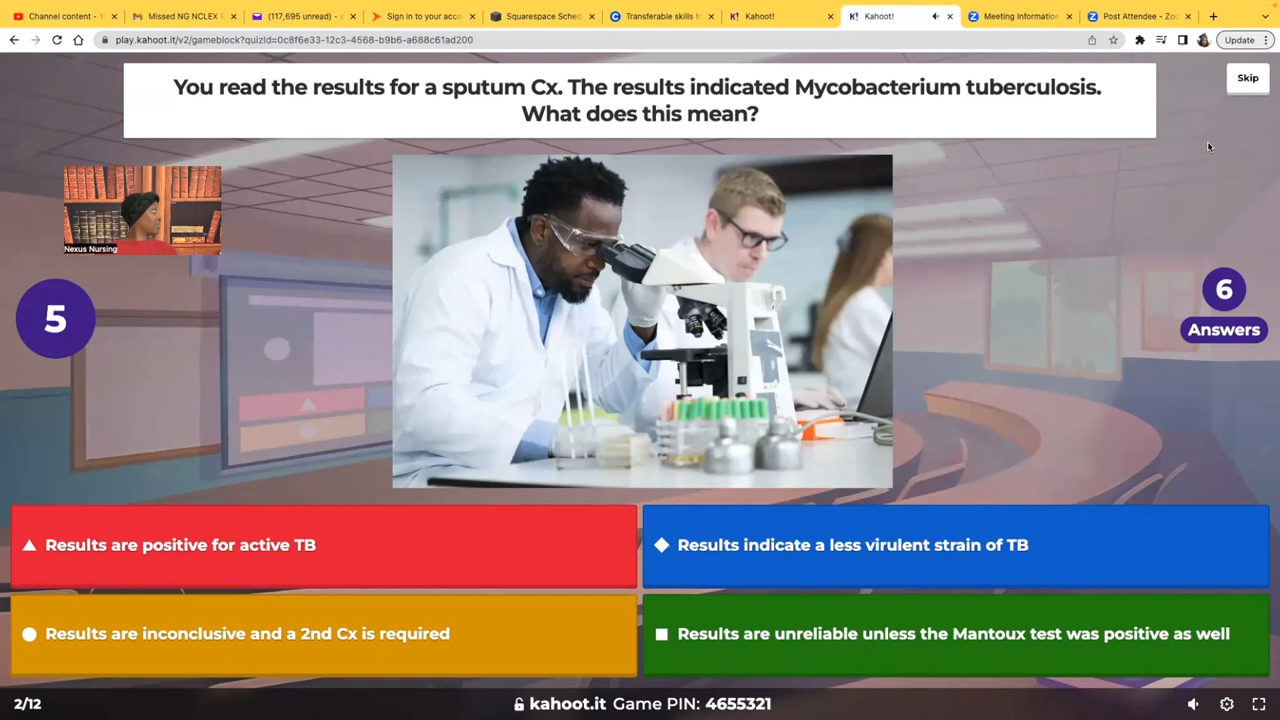 Channel content - Y
Missed NG NCLEX F
(117,695 unread) - e
Sign in to your acco
Squarespace Sched
Transferable skills fo
Kahoot!
Kahoot!
Meeting Information
Post Attendee - Zoo
play.kahoot.it/v2/gameblock?quizId=0c8f6e33-12c3-4568-b9b6-a688c61ad200
Update
You read the results for a sputum Cx. The results indicated Mycobacterium tuberculosis.
What does this mean?
Skip
Nexus Nursing
5
6
Answers
Results are positive for active TB
Results indicate a less virulent strain of TB
Results are inconclusive and a 2nd Cx is required
Results are unreliable unless the Mantoux test was positive as well
2/12
kahoot.it Game PIN: 4655321